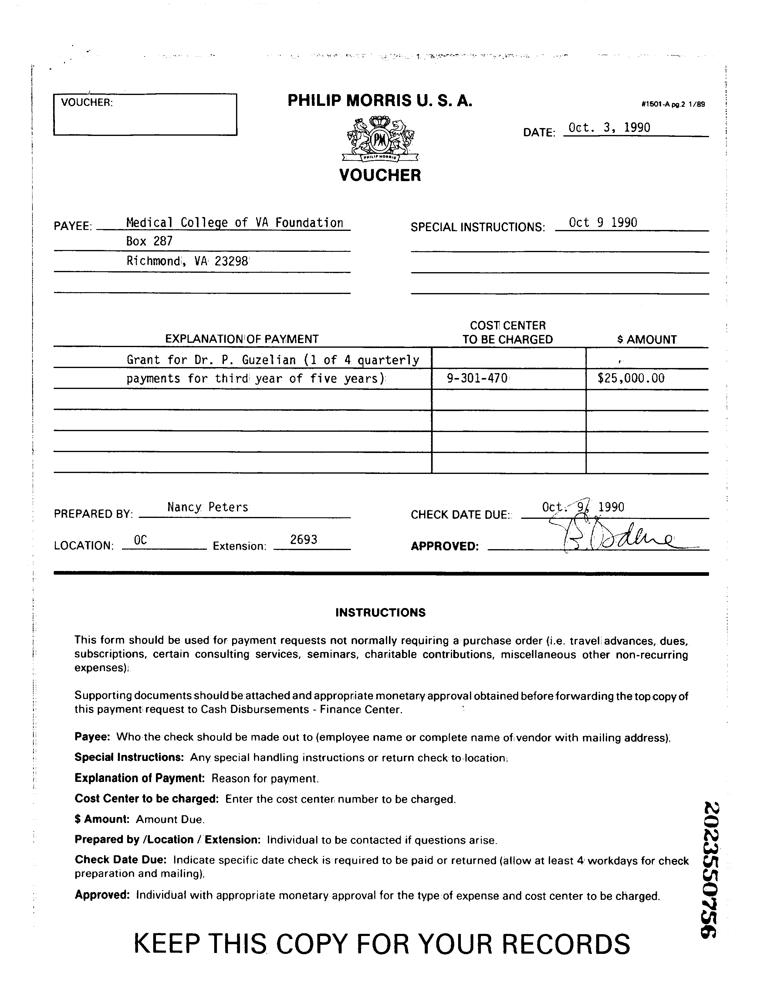 VOUCHER:
PHILIP MORRIS U. S. A.
#1501-A pg.2 1/89
DATE: Oct. 3, 1990
PM
PHILIP MORRIS
VOUCHER
PAYEE: Medical College of VA Foundation
Box 287
Richmond, VA 23298
SPECIAL INSTRUCTIONS: Oct 9 1990
EXPLANATION OF PAYMENT
COST CENTER
TO BE CHARGED
$ AMOUNT
Grant for Dr. P. Guzelian (1 of 4 quarterly
payments for third year of five years) 9-301-470 $25,000.00
PREPARED BY: Nancy Peters
CHECK DATE DUE: Oct. 9, 1990
LOCATION: OC Extension: 2693
APPROVED:
INSTRUCTIONS
This form should be used for payment requests not normally requiring a purchase order (i.e. travel advances, dues,
subscriptions, certain consulting services, seminars, charitable contributions, miscellaneous other non-recurring
expenses).
Supporting documents should be attached and appropriate monetary approval obtained before forwarding the top copy of
this payment request to Cash Disbursements - Finance Center.
Payee: Who the check should be made out to (employee name or complete name of vendor with mailing address).
Special Instructions: Any special handling instructions or return check to location.
Explanation of Payment: Reason for payment.
Cost Center to be charged: Enter the cost center number to be charged.
$ Amount: Amount Due.
Prepared by /Location / Extension: Individual to be contacted if questions arise.
Check Date Due: Indicate specific date check is required to be paid or returned (allow at least 4 workdays for check
preparation and mailing).
Approved: Individual with appropriate monetary approval for the type of expense and cost center to be charged.
KEEP THIS COPY FOR YOUR RECORDS
2023550756